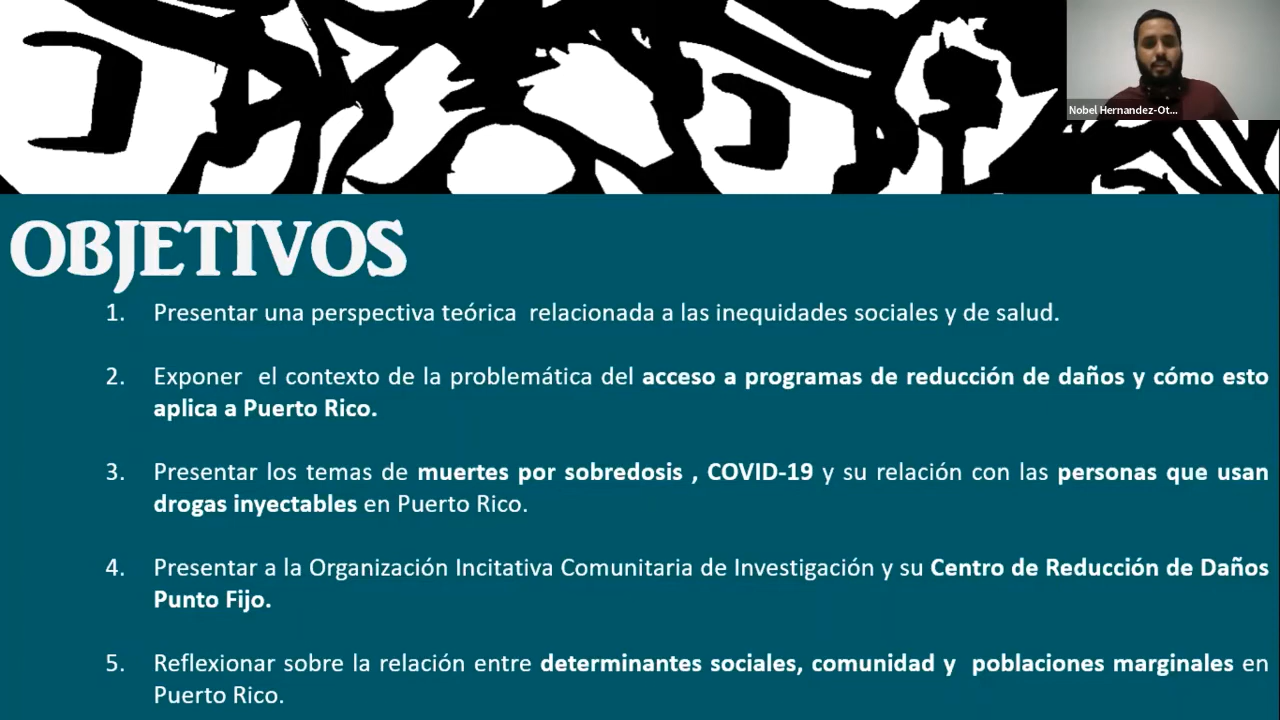 Nobel Hernandez-Ot...
OBJETIVOS
1. Presentar una perspectiva teórica relacionada a las inequidades sociales y de salud.
2. Exponer el contexto de la problemática del acceso a programas de reducción de daños y cómo esto
aplica a Puerto Rico.
3. Presentar los temas de muertes por sobredosis , COVID-19 y su relación con las personas que usan
drogas inyectables en Puerto Rico.
4. Presentar a la Organización Incitativa Comunitaria de Investigación y su Centro de Reducción de Daños
Punto Fijo.
5. Reflexionar sobre la relación entre determinantes sociales, comunidad y poblaciones marginales en
Puerto Rico.